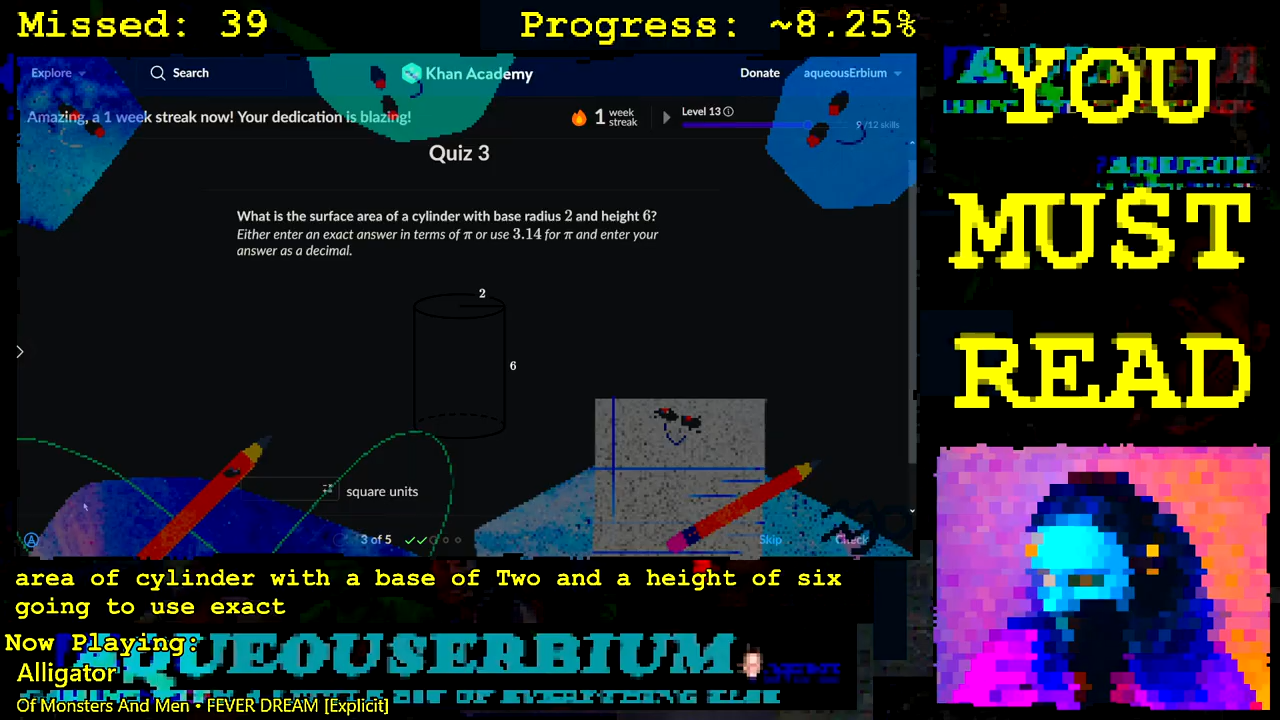 Missed: 39
Progress: ~8.25%
YOU
MUST
READ
Explore
Search
Khan Academy
Donate
aqueousErbium
Amazing, a 1 week streak now! Your dedication is blazing!
1 week streak
Level 13
9/12 skills
Quiz 3
What is the surface area of a cylinder with base radius 2 and height 6?
Either enter an exact answer in terms of π or use 3.14 for π and enter your
answer as a decimal.
2
6
square units
3 of 5
Skip
Check
area of cylinder with a base of Two and a height of six
going to use exact
Now Playing:
AQUEOUSERBIUM
Alligator
Of Monsters And Men • FEVER DREAM [Explicit]